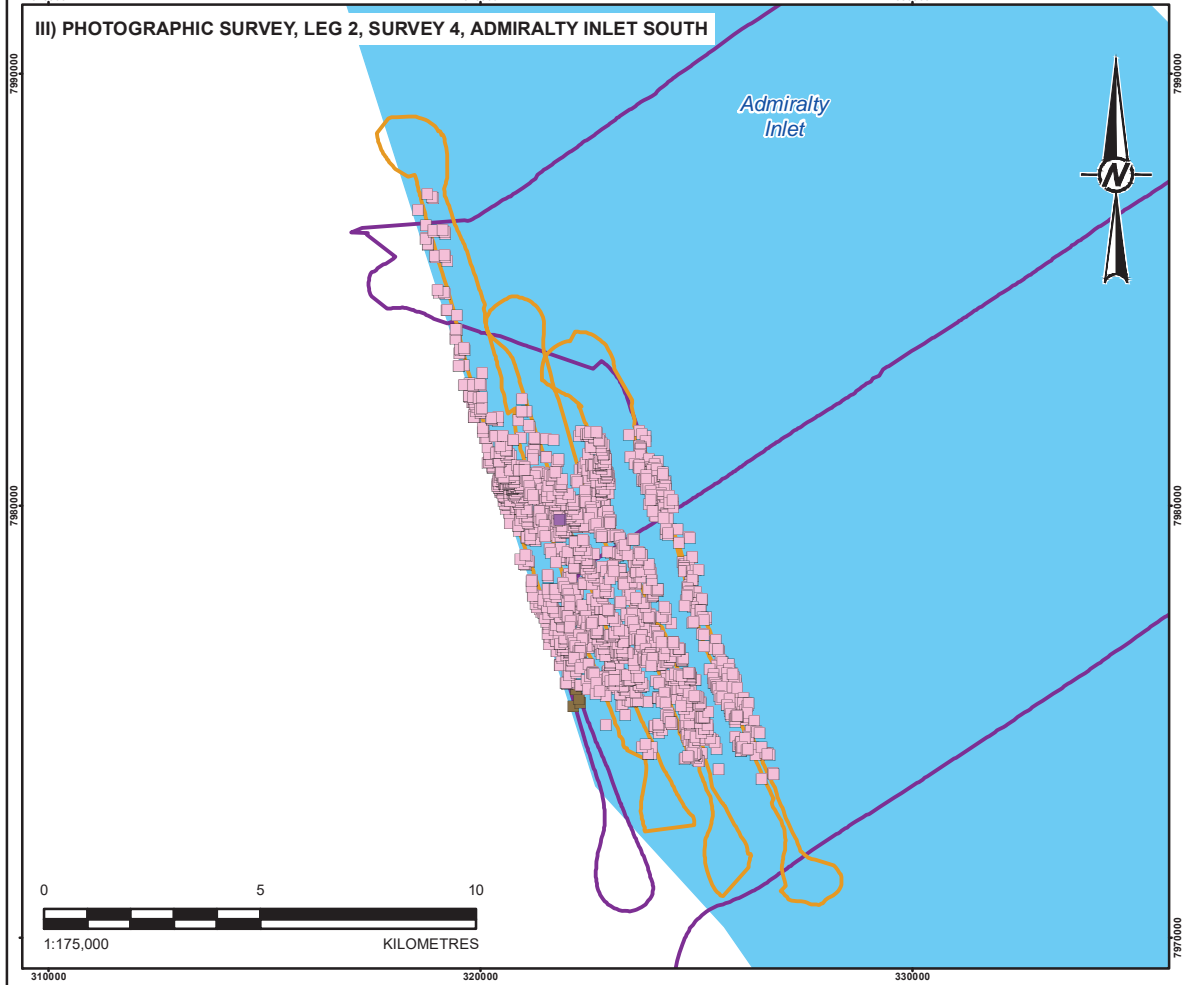 III) PHOTOGRAPHIC SURVEY, LEG 2, SURVEY 4, ADMIRALTY INLET SOUTH
7990000
7990000
Admiralty
Inlet
N
7980000
7980000
0 5 10
1:175,000 KILOMETRES
7970000
7970000
310000 320000 330000